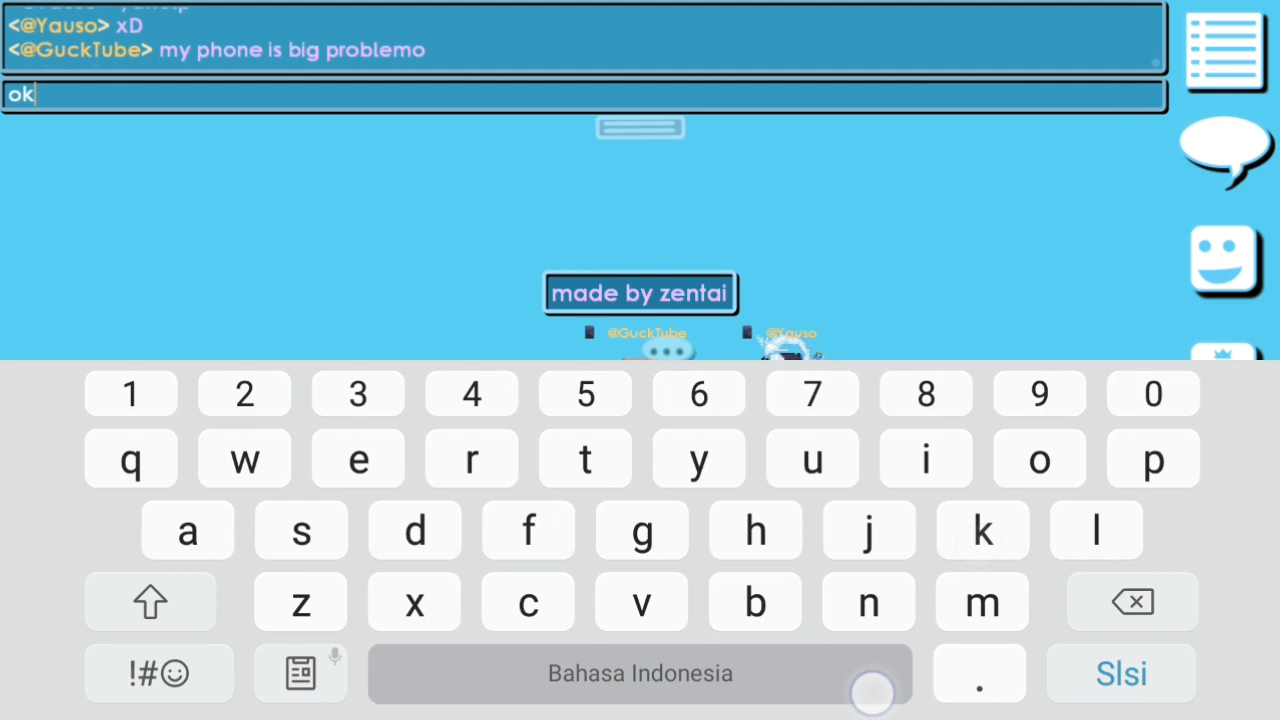 <@Yauso> xD
<@GuckTube> my phone is big problemo
ok
made by zentai
@GuckTube @Yauso
1 2 3 4 5 6 7 8 9 0
q w e r t y u i o p
a s d f g h j k l
z x c v b n m
!#☺ Bahasa Indonesia . Slsi